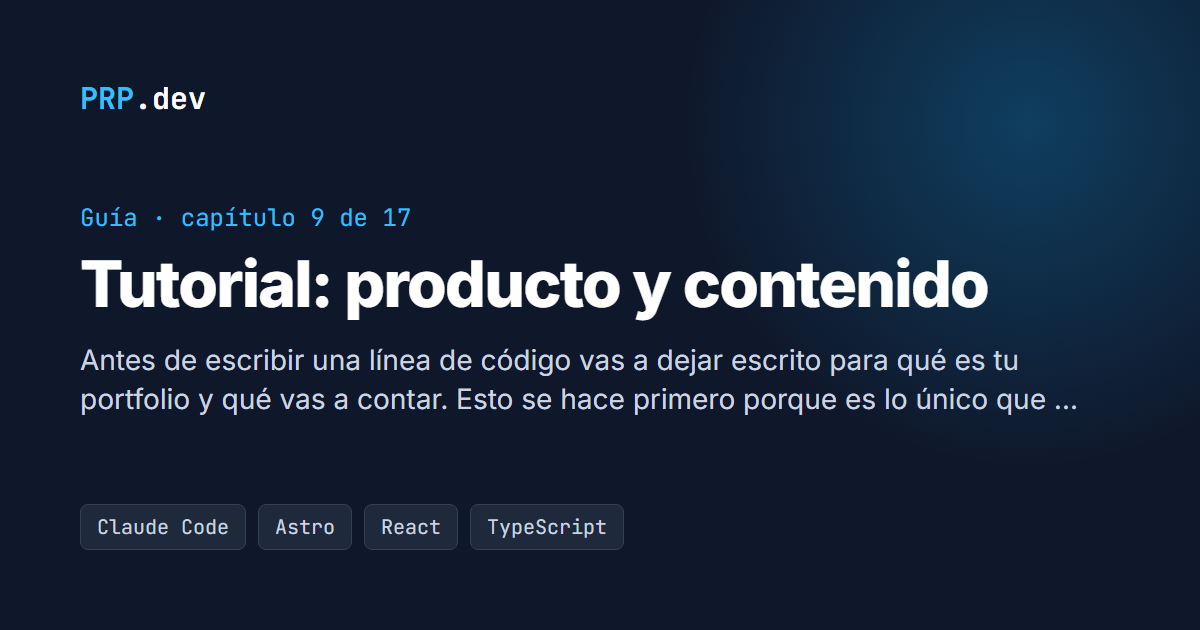 PRP.dev
Guía · capítulo 9 de 17
Tutorial: producto y contenido
Antes de escribir una línea de código vas a dejar escrito para qué es tu
portfolio y qué vas a contar. Esto se hace primero porque es lo único que ...
Claude Code Astro React TypeScript